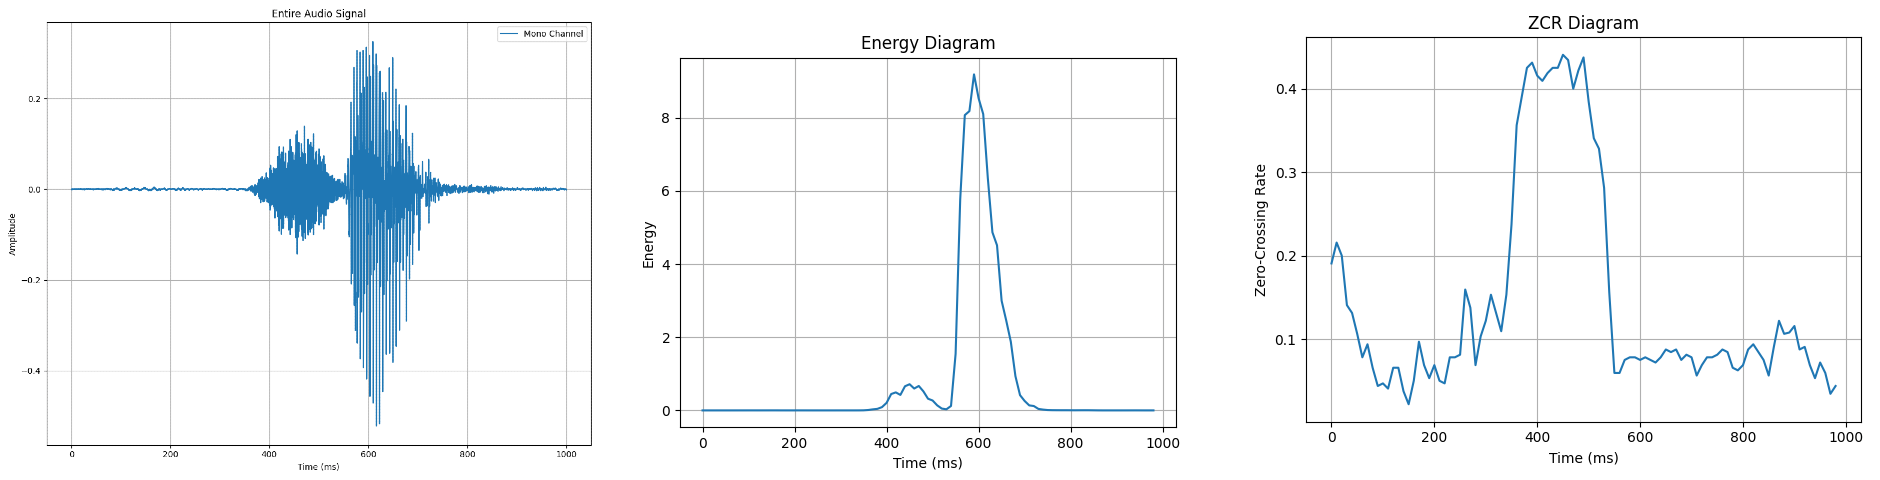 Entire Audio Signal
Mono Channel
0.2
0.0
−0.2
−0.4
Amplitude
0 200 400 600 800 1000
Time (ms)
Energy Diagram
8
6
4
2
0
Energy
0 200 400 600 800 1000
Time (ms)
ZCR Diagram
0.4
0.3
0.2
0.1
Zero-Crossing Rate
0 200 400 600 800 1000
Time (ms)